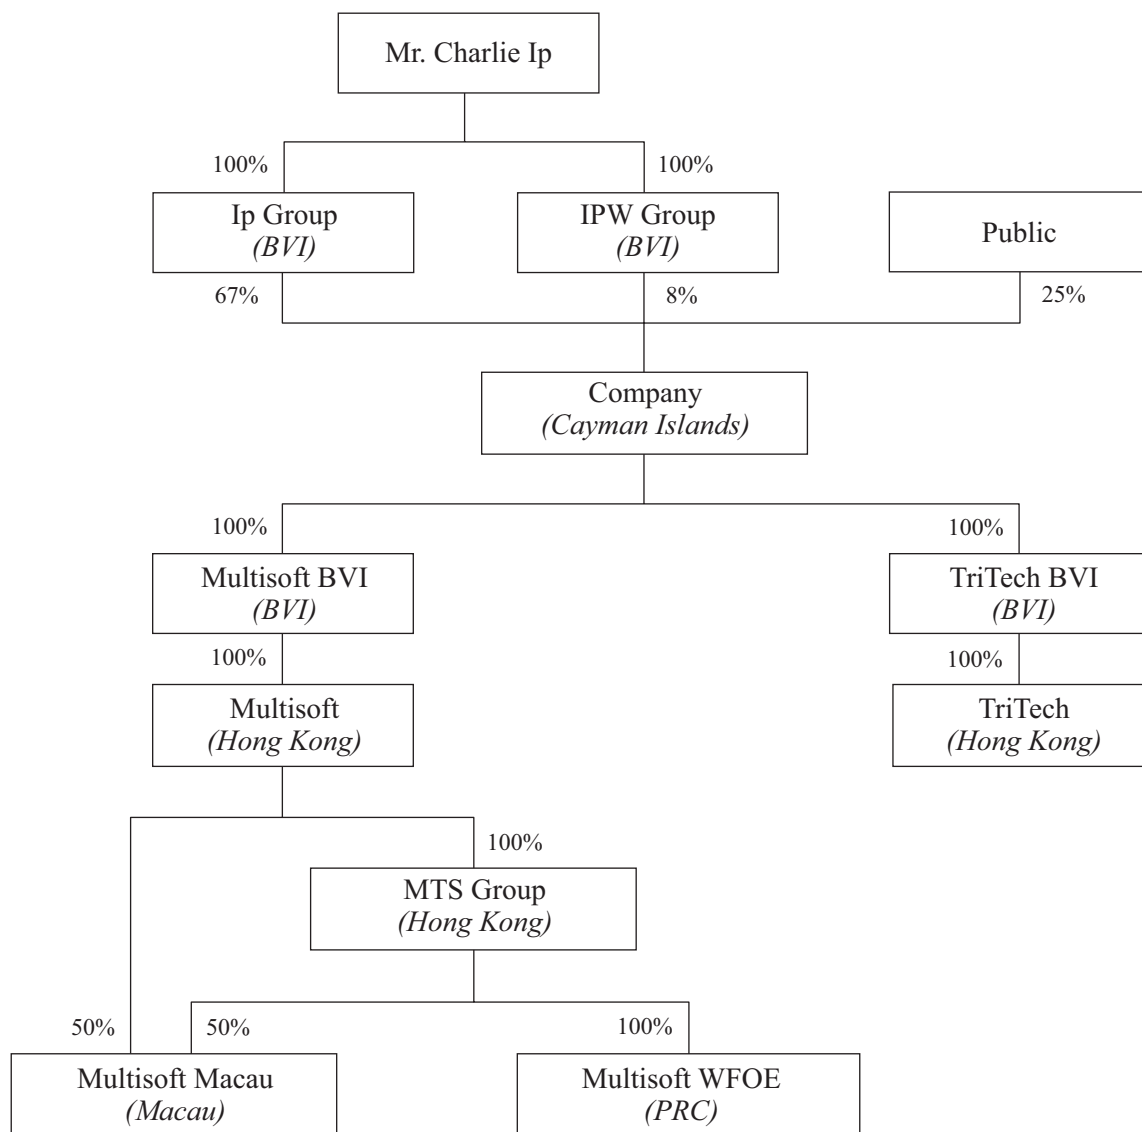 Mr. Charlie Ip
100%
100%
Ip Group
(BVI)
IPW Group
(BVI)
Public
67%
8%
25%
Company
(Cayman Islands)
100%
100%
Multisoft BVI
(BVI)
TriTech BVI
(BVI)
100%
100%
Multisoft
(Hong Kong)
TriTech
(Hong Kong)
100%
MTS Group
(Hong Kong)
50%
50%
100%
Multisoft Macau
(Macau)
Multisoft WFOE
(PRC)